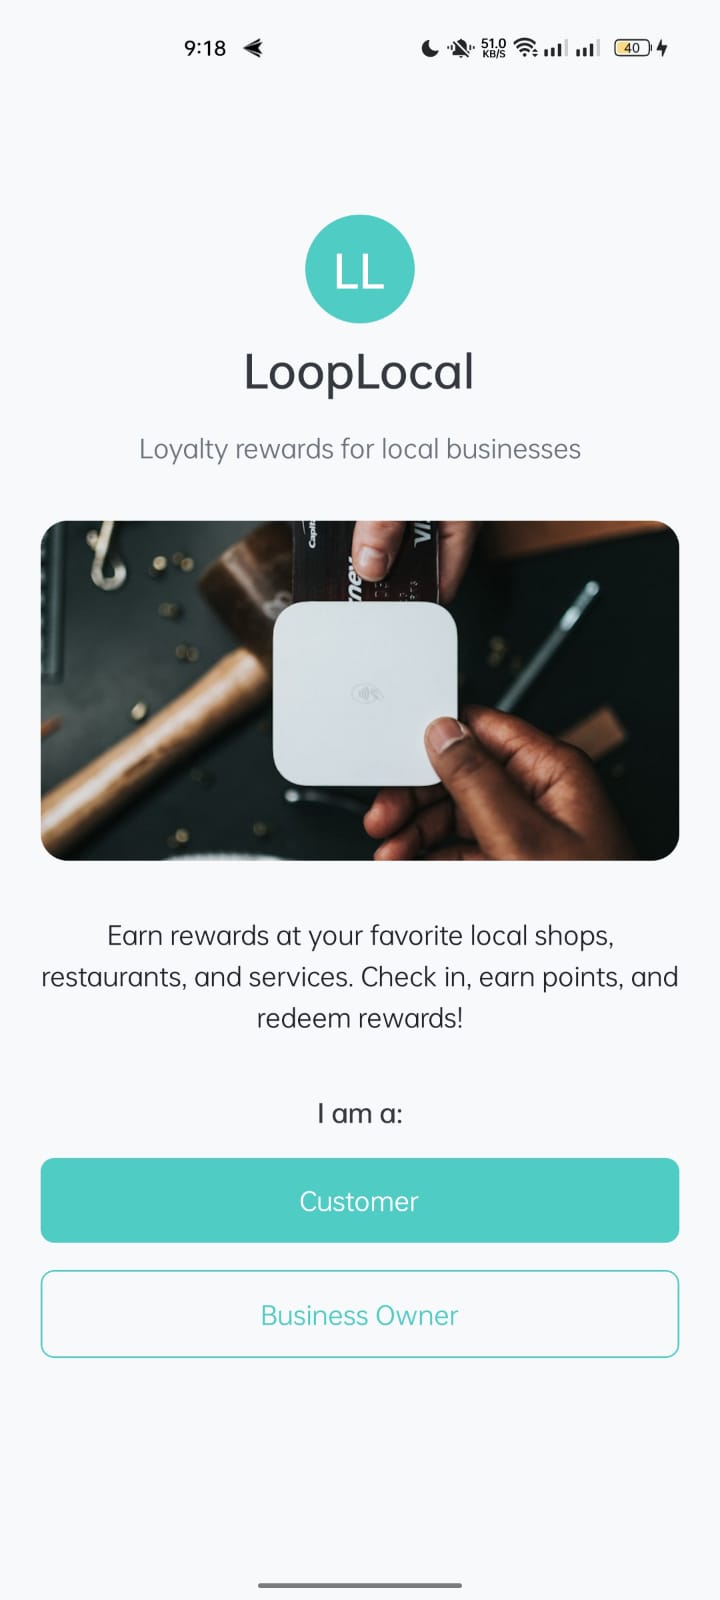 9:18
51.0
KB/S
40
LL
LoopLocal
Loyalty rewards for local businesses
Earn rewards at your favorite local shops,
restaurants, and services. Check in, earn points, and
redeem rewards!
I am a:
Customer
Business Owner